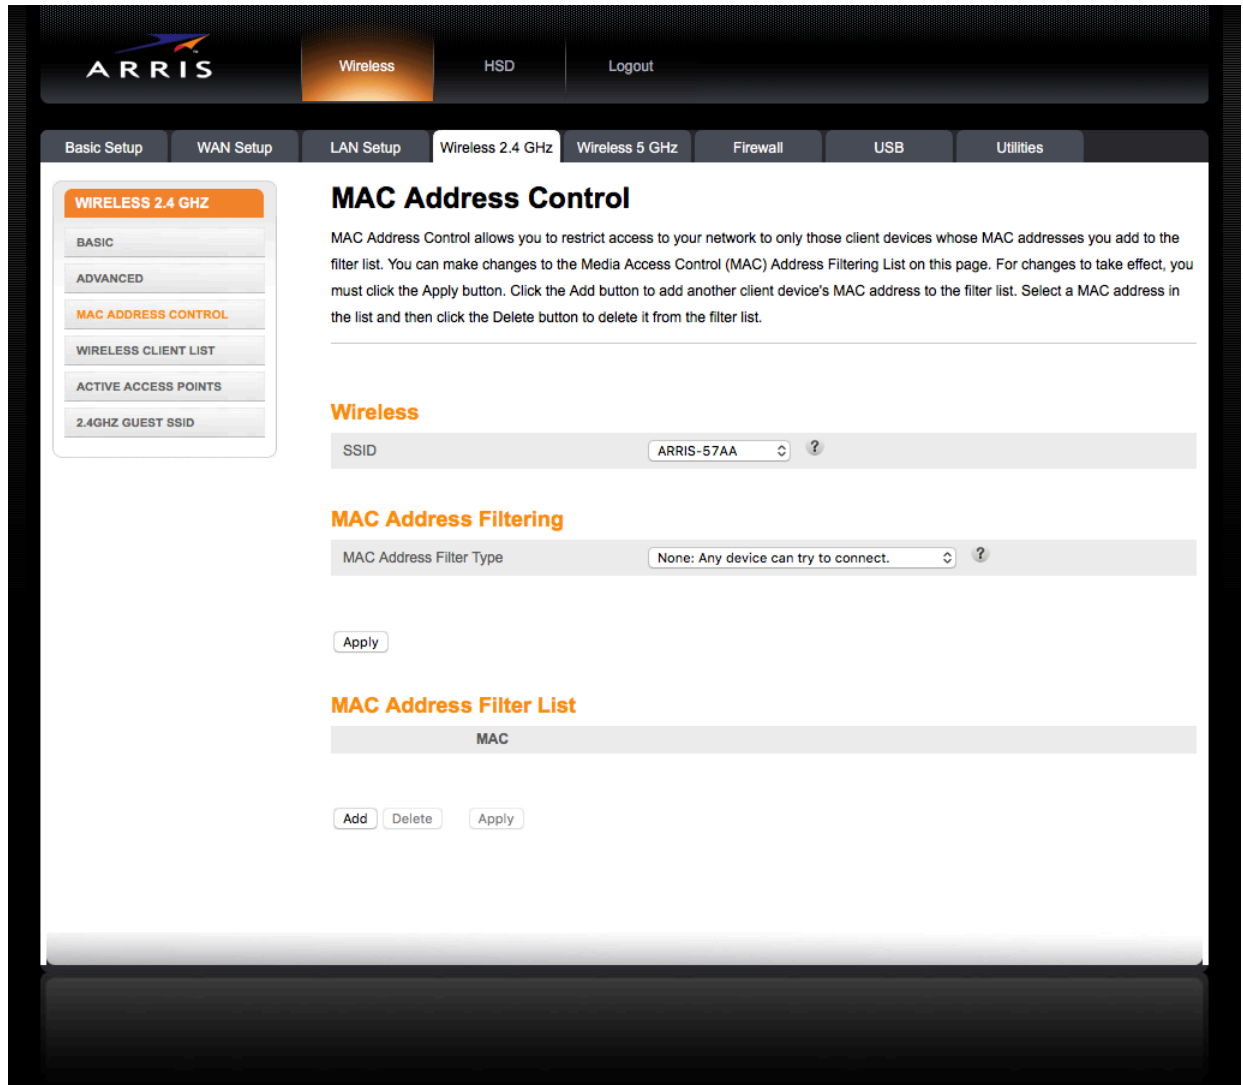 ARRIS
Wireless
HSD
Logout
Basic Setup
WAN Setup
LAN Setup
Wireless 2.4 GHz
Wireless 5 GHz
Firewall
USB
Utilities
WIRELESS 2.4 GHZ
BASIC
ADVANCED
MAC ADDRESS CONTROL
WIRELESS CLIENT LIST
ACTIVE ACCESS POINTS
2.4GHZ GUEST SSID
MAC Address Control
MAC Address Control allows you to restrict access to your network to only those client devices whose MAC addresses you add to the
filter list. You can make changes to the Media Access Control (MAC) Address Filtering List on this page. For changes to take effect, you
must click the Apply button. Click the Add button to add another client device's MAC address to the filter list. Select a MAC address in
the list and then click the Delete button to delete it from the filter list.
Wireless
SSID
ARRIS-57AA
?
MAC Address Filtering
MAC Address Filter Type
None: Any device can try to connect.
?
Apply
MAC Address Filter List
MAC
Add
Delete
Apply